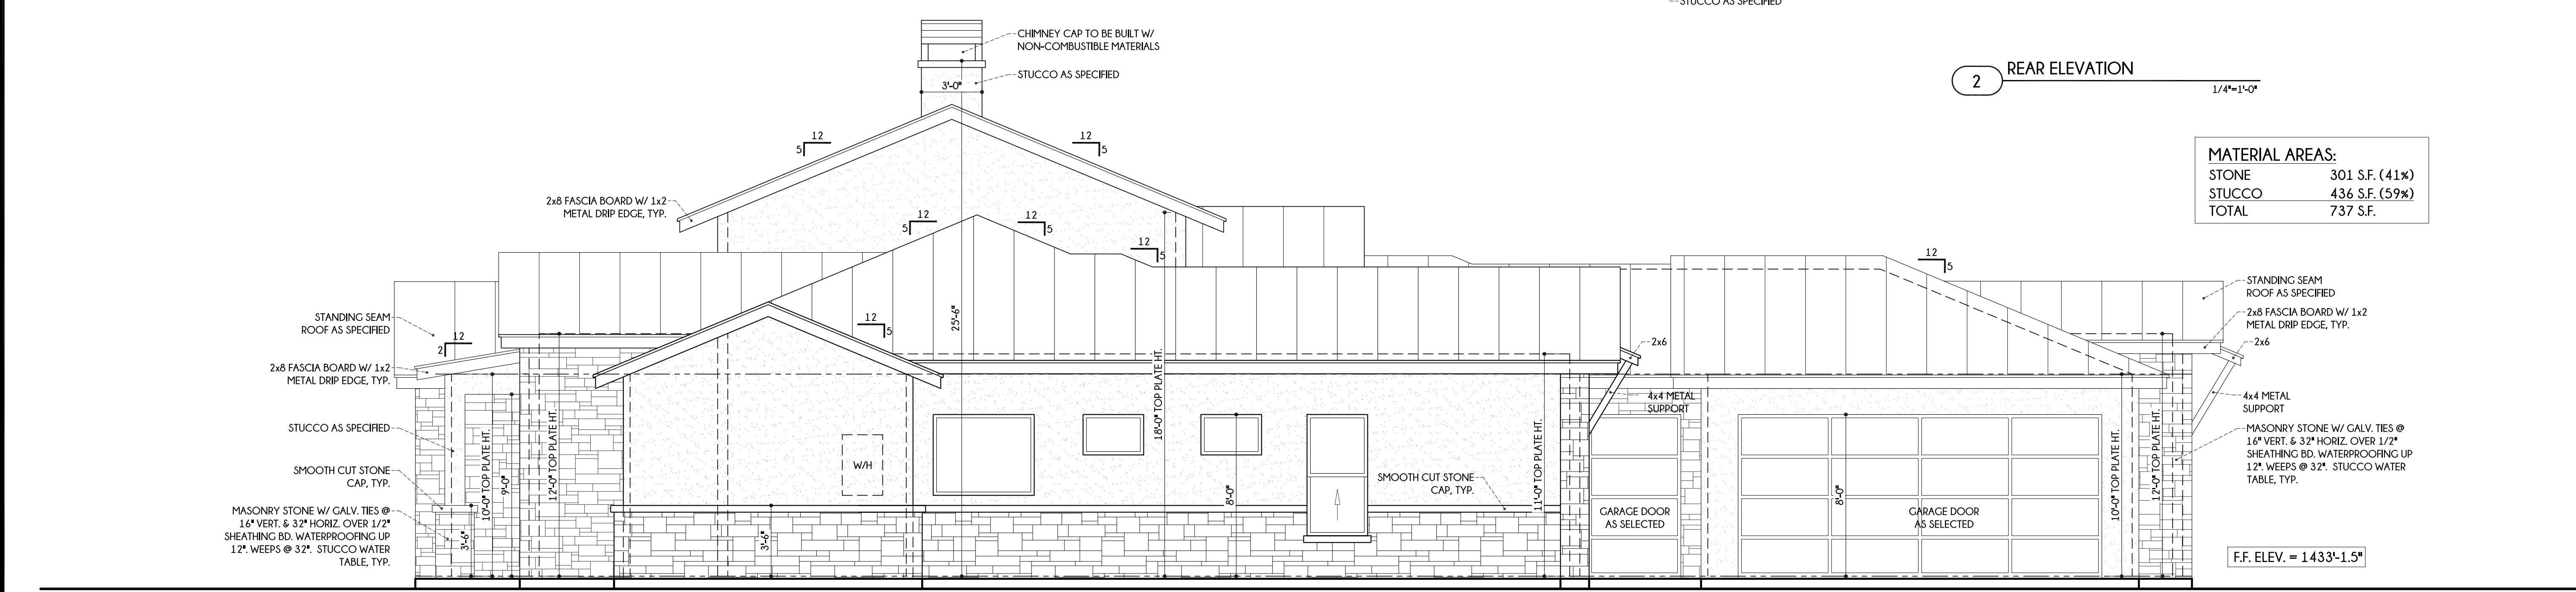 STUCCO AS SPECIFIED
CHIMNEY CAP TO BE BUILT W/
NON-COMBUSTIBLE MATERIALS
STUCCO AS SPECIFIED
3'-0"
2 REAR ELEVATION
1/4"=1'-0"
MATERIAL AREAS:
STONE 301 S.F. (41%)
STUCCO 436 S.F. (59%)
TOTAL 737 S.F.
12
5
12
5
2x8 FASCIA BOARD W/ 1x2
METAL DRIP EDGE, TYP.
12
5
12
5
12
5
12
5
STANDING SEAM
ROOF AS SPECIFIED
12
2
2x8 FASCIA BOARD W/ 1x2
METAL DRIP EDGE, TYP.
STUCCO AS SPECIFIED
SMOOTH CUT STONE
CAP, TYP.
MASONRY STONE W/ GALV. TIES @
16" VERT. & 32" HORIZ. OVER 1/2"
SHEATHING BD. WATERPROOFING UP
12". WEEPS @ 32". STUCCO WATER
TABLE, TYP.
3'-6"
10'-0" TOP PLATE HT.
9'-0"
12'-0" TOP PLATE HT.
12
5
W/H
3'-6"
25'-6"
18'-0" TOP PLATE HT.
8'-0"
SMOOTH CUT STONE
CAP, TYP.
11'-0" TOP PLATE HT.
2x6
4x4 METAL
SUPPORT
GARAGE DOOR
AS SELECTED
8'-0"
GARAGE DOOR
AS SELECTED
10'-0" TOP PLATE HT.
12'-0" TOP PLATE HT.
STANDING SEAM
ROOF AS SPECIFIED
2x8 FASCIA BOARD W/ 1x2
METAL DRIP EDGE, TYP.
2x6
4x4 METAL
SUPPORT
MASONRY STONE W/ GALV. TIES @
16" VERT. & 32" HORIZ. OVER 1/2"
SHEATHING BD. WATERPROOFING UP
12". WEEPS @ 32". STUCCO WATER
TABLE, TYP.
F.F. ELEV. = 1433'-1.5"